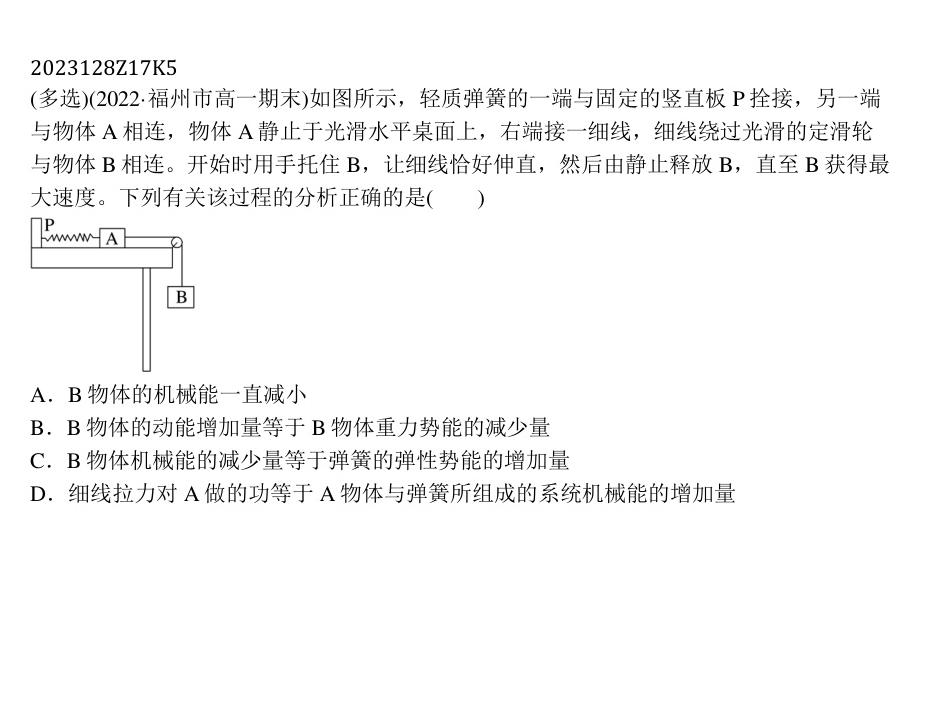 2023128Z17K5
(多选)(2022·福州市高一期末)如图所示，轻质弹簧的一端与固定的竖直板 P 拴接，另一端
与物体 A 相连，物体 A 静止于光滑水平桌面上，右端接一细线，细线绕过光滑的定滑轮
与物体 B 相连。开始时用手托住 B，让细线恰好伸直，然后由静止释放 B，直至 B 获得最
大速度。下列有关该过程的分析正确的是(　　)
P
A
B
A．B 物体的机械能一直减小
B．B 物体的动能增加量等于 B 物体重力势能的减少量
C．B 物体机械能的减少量等于弹簧的弹性势能的增加量
D．细线拉力对 A 做的功等于 A 物体与弹簧所组成的系统机械能的增加量